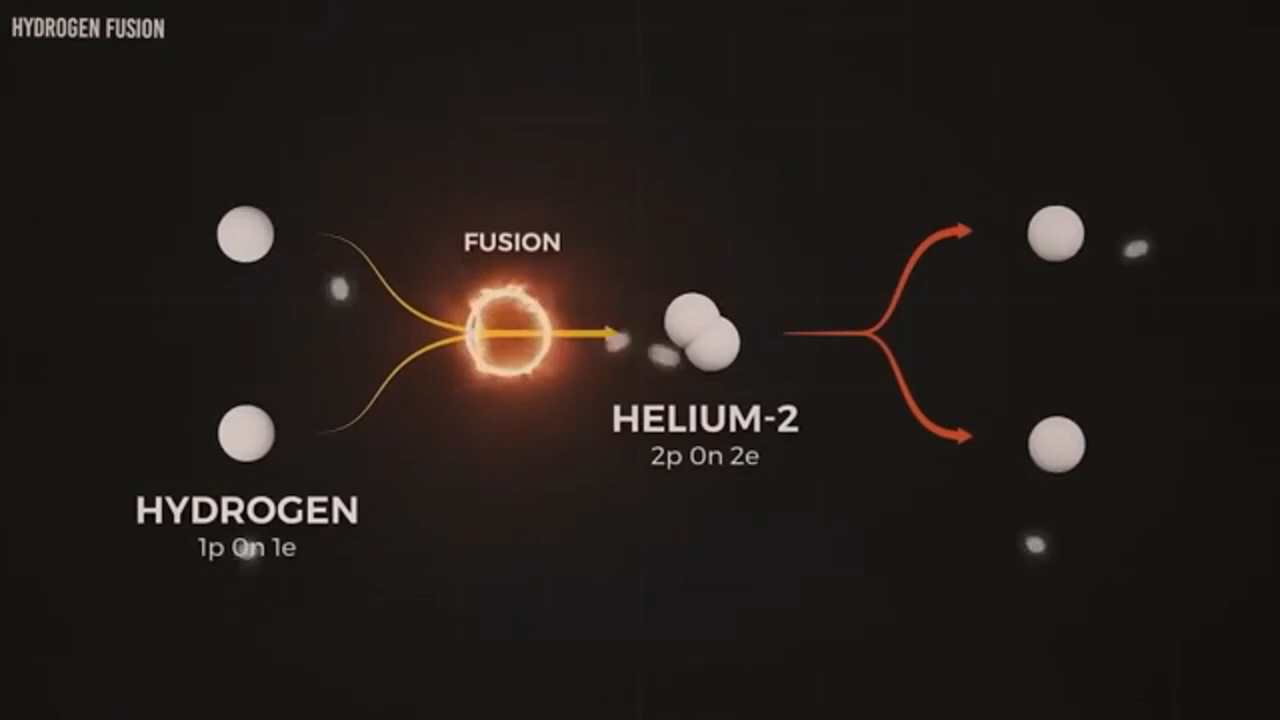 HYDROGEN FUSION
FUSION
HELIUM-2
2p 0n 2e
HYDROGEN
1p 0n 1e